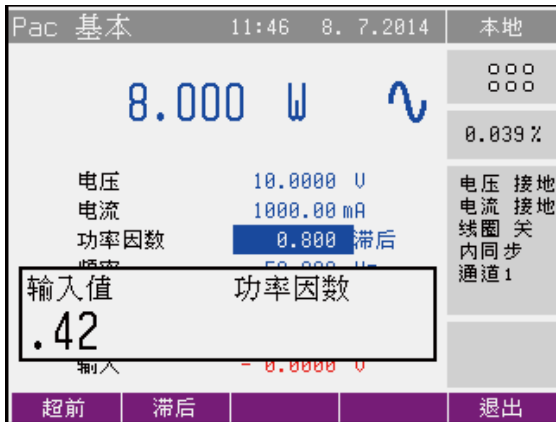 Pac 基本 11:46 8. 7.2014 本地
8.000 W
0.039%
电压 10.0000 V
电流 1000.00 mA
功率因数 0.800 滞后
电压 接地
电流 接地
线圈 关
内同步
通道1
输入值 功率因数
.42
输入 - 0.0000 V
超前 滞后 退出